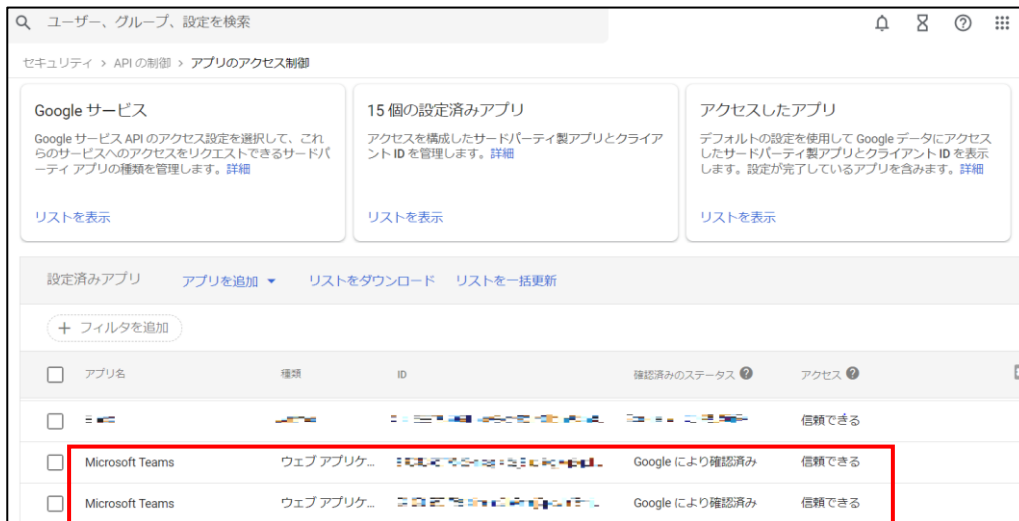 ユーザー、グループ、設定を検索
セキュリティ > API の制御 > アプリのアクセス制御
Google サービス
Google サービス API のアクセス設定を選択して、これ
らのサービスへのアクセスをリクエストできるサードパ
ーティ アプリの種類を管理します。詳細
リストを表示
15 個の設定済みアプリ
アクセスを構成したサードパーティ製アプリとクライア
ント ID を管理します。詳細
リストを表示
アクセスしたアプリ
デフォルトの設定を使用して Google データにアクセス
したサードパーティ製アプリとクライアント ID を表示
します。設定が完了しているアプリを含みます。詳細
リストを表示
設定済みアプリ アプリを追加 リストをダウンロード リストを一括更新
+ フィルタを追加
アプリ名 種類 ID 確認済みのステータス アクセス
信頼できる
Microsoft Teams ウェブ アプリケ... Google により確認済み 信頼できる
Microsoft Teams ウェブ アプリケ... Google により確認済み 信頼できる